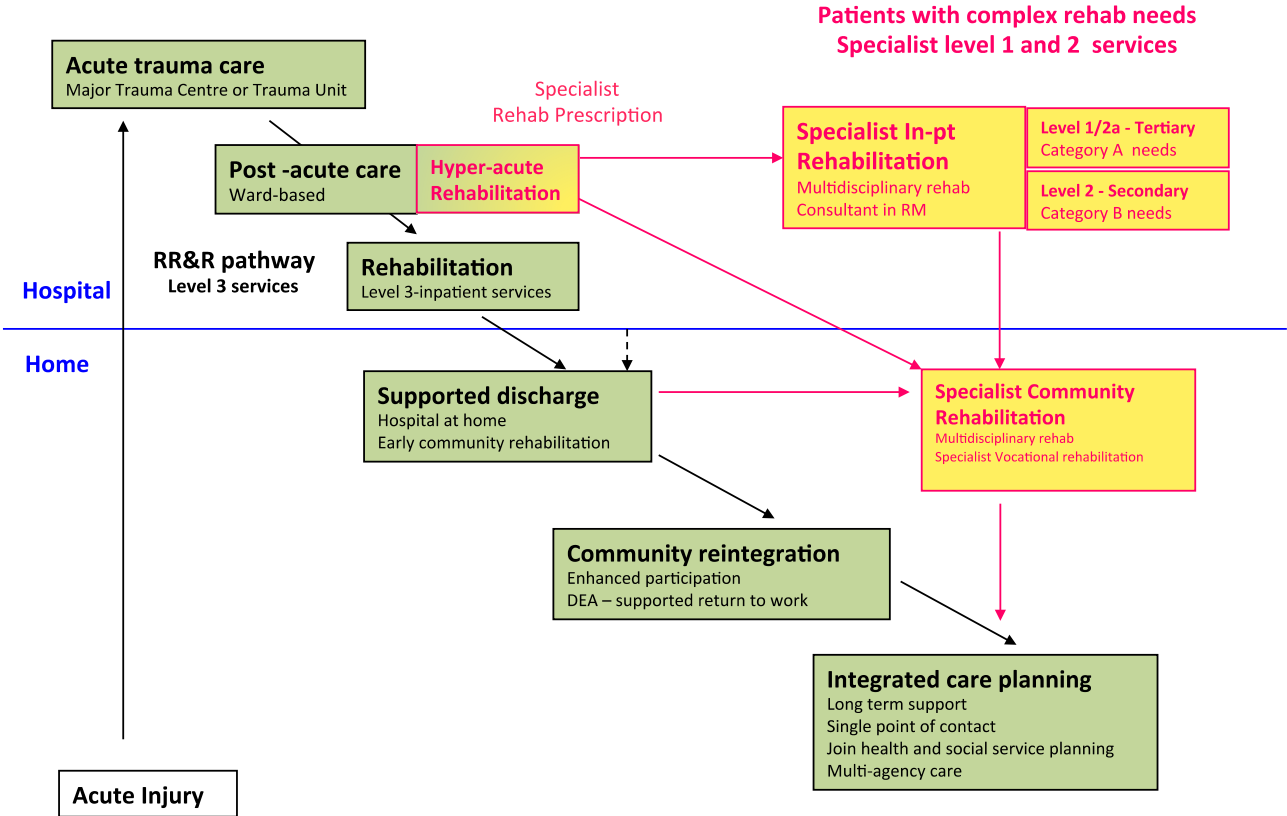 Patients with complex rehab needs
Specialist level 1 and 2 services
Acute trauma care
Major Trauma Centre or Trauma Unit
Specialist
Rehab Prescription
Post -acute care
Ward-based
Hyper-acute
Rehabilitation
Specialist In-pt
Rehabilitation
Multidisciplinary rehab
Consultant in RM
Level 1/2a - Tertiary
Category A needs
Level 2 - Secondary
Category B needs
RR&R pathway
Level 3 services
Rehabilitation
Level 3-inpatient services
Hospital
Home
Supported discharge
Hospital at home
Early community rehabilitation
Specialist Community
Rehabilitation
Multidisciplinary rehab
Specialist Vocational rehabilitation
Community reintegration
Enhanced participation
DEA – supported return to work
Integrated care planning
Long term support
Single point of contact
Join health and social service planning
Multi-agency care
Acute Injury